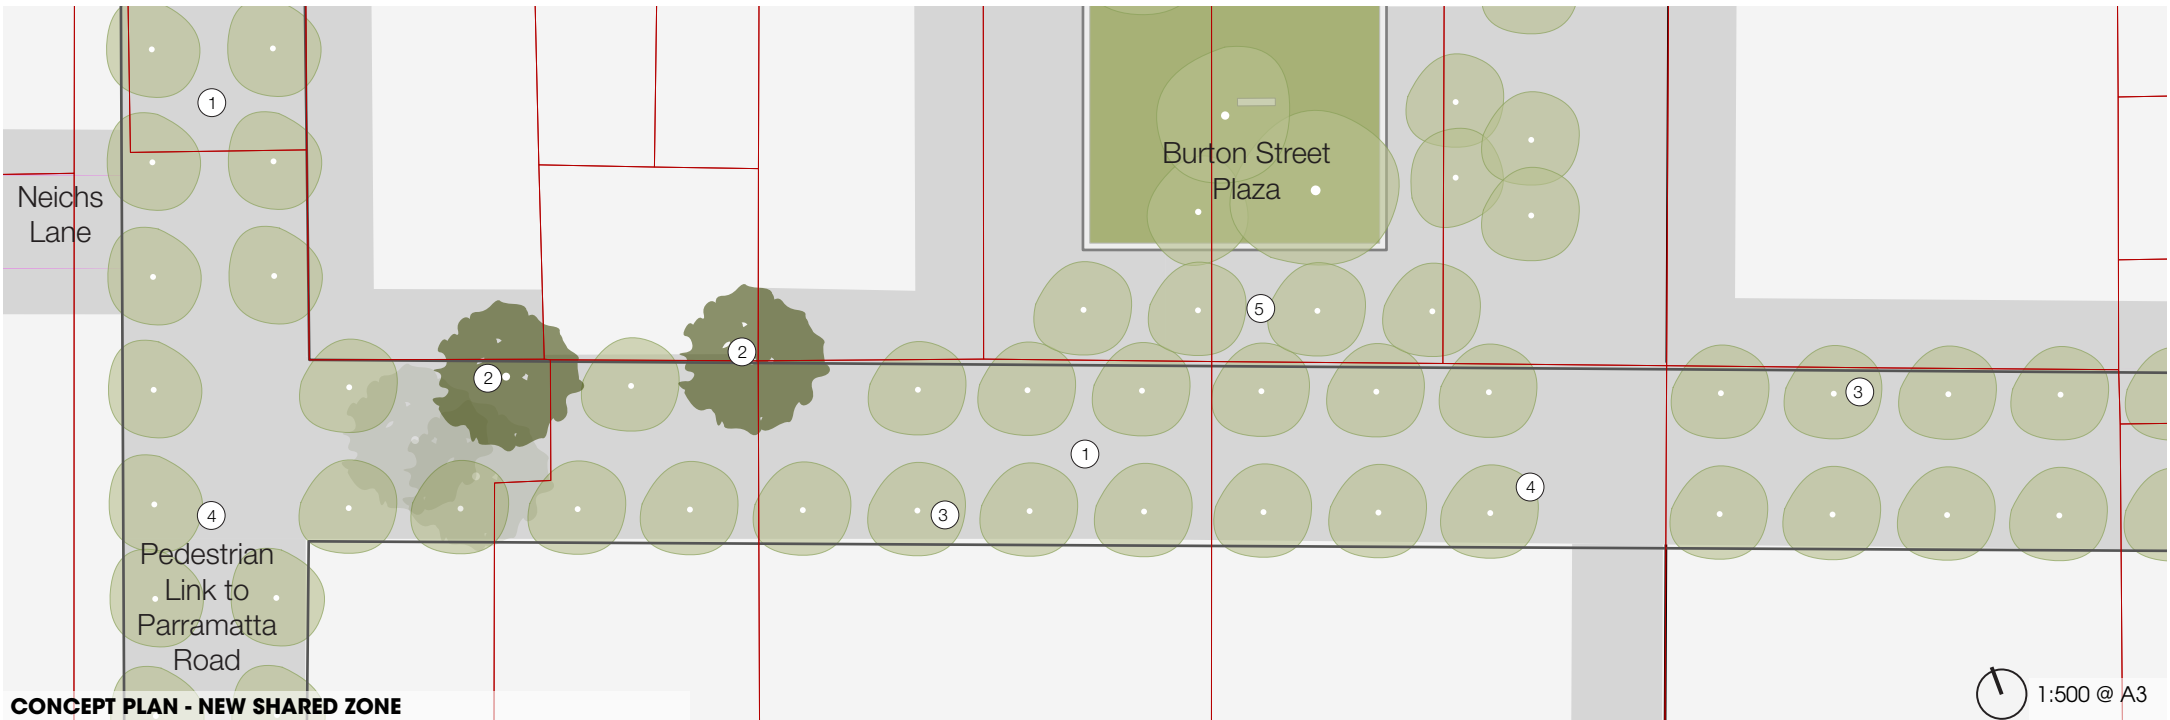 1
Burton Street
Plaza
Neichs
Lane
5
2
2
3
1
4
3
4
Pedestrian
Link to
Parramatta
Road
CONCEPT PLAN - NEW SHARED ZONE
1:500 @ A3